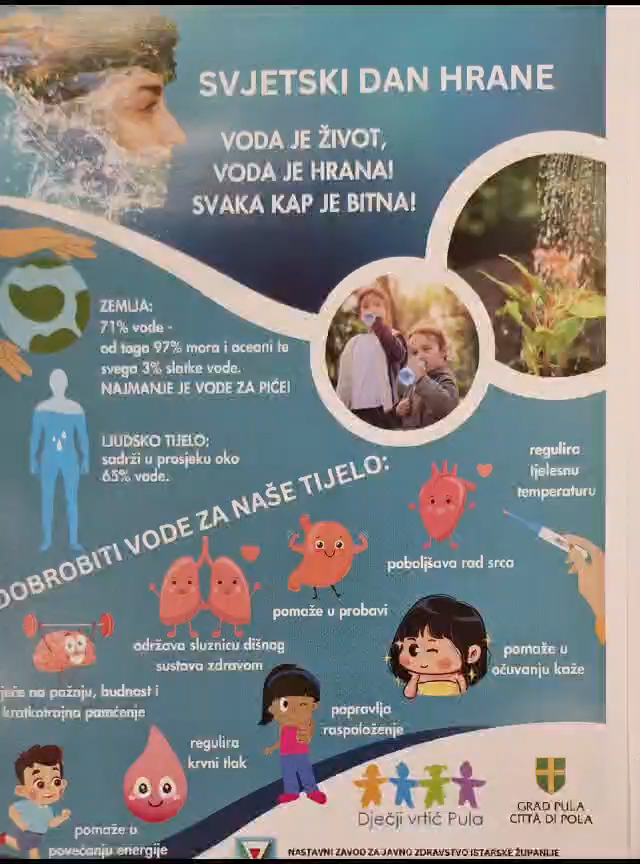 SVJETSKI DAN HRANE
VODA JE ŽIVOT,
VODA JE HRANA!
SVAKA KAP JE BITNA!
ZEMLJA:
71% vode -
od toga 97% mora i oceani te
svega 3% slatke vode.
NAJMANJE JE VODE ZA PIĆE!
LJUDSKO TIJELO:
sadrži u prosjeku oko
65% vode.
DOBROBITI VODE ZA NAŠE TIJELO:
regulira
tjelesnu
temperaturu
poboljšava rad srca
pomaže u probavi
održava sluznicu dišnog
sustava zdravom
pomaže u
očuvanju kože
ječe na pažnju, budnost i
kratkotrajno pamćenje
popravlja
raspoloženje
regulira
krvni tlak
pomaže u
povećanju energije
Dječji vrtić Pula
GRAD PULA
CITTÀ DI POLA
NASTAVNI ZAVOD ZA JAVNO ZDRAVSTVO ISTARSKE ŽUPANIJE